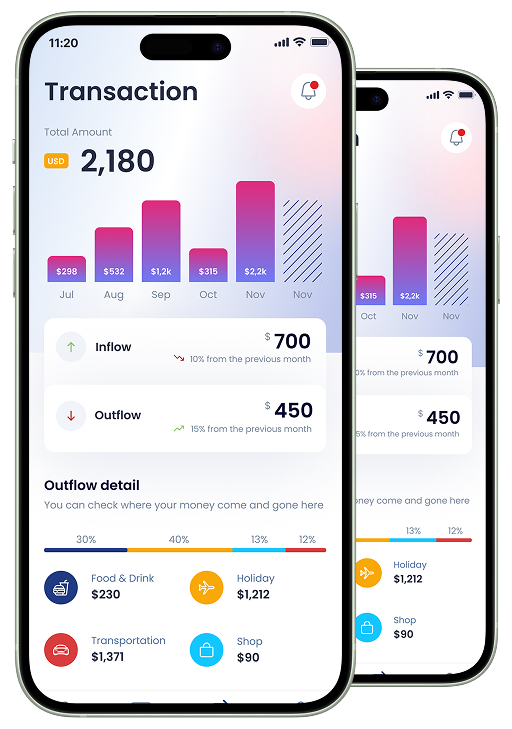 11:20
Transaction
Total Amount
USD 2,180
$298 $532 $1,2k $315 $2,2k
Jul Aug Sep Oct Nov Nov
Inflow $ 700
10% from the previous month
Outflow $ 450
15% from the previous month
Outflow detail
You can check where your money come and gone here
30% 40% 13% 12%
Food & Drink
$230
Holiday
$1,212
Transportation
$1,371
Shop
$90
$315 $2,2k
Oct Nov Nov
$ 700
0% from the previous month
$ 450
5% from the previous month
oney come and gone here
13% 12%
Holiday
$1,212
Shop
$90